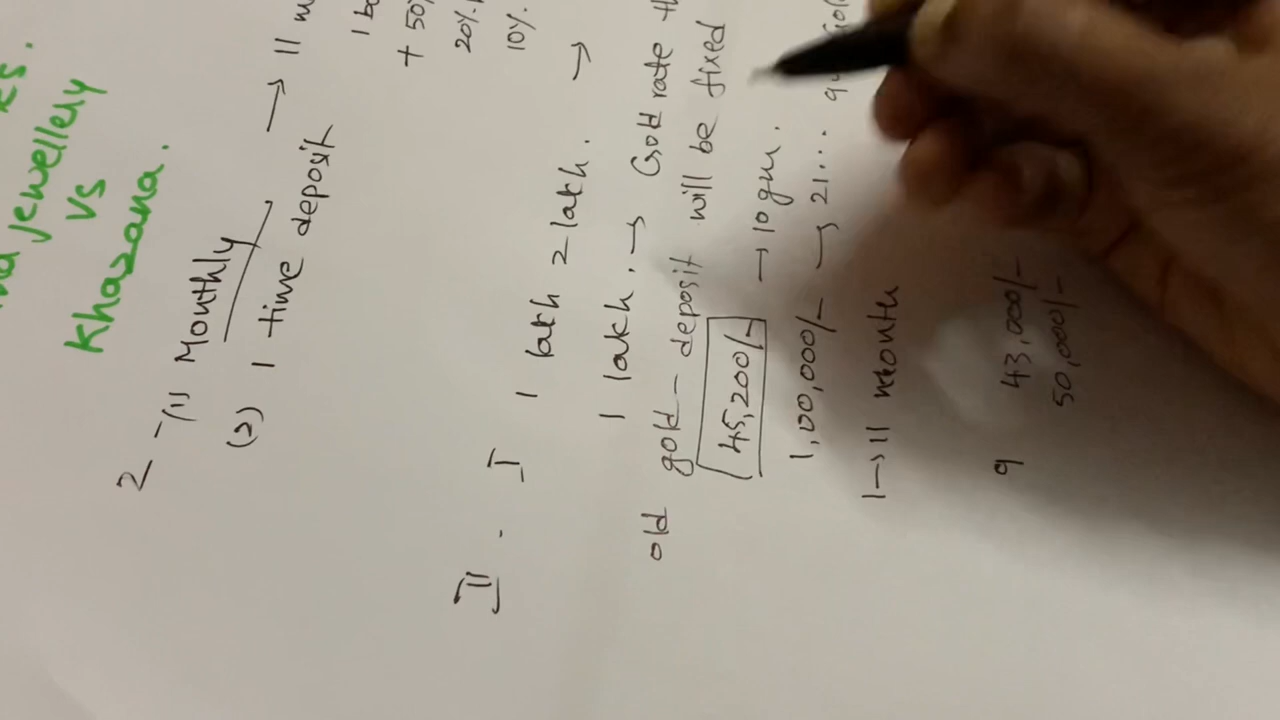 Jewellery
vs
Khazana.
2 - (1) Monthly → 11
(2) 1 time deposit
+ 50%
20%
10%.
II. I 1 lakh 2 lakh. →
1 lakh. → Gold rate
old gold - deposit will be fixed
45,200/- → 10 gm.
1,00,000/- → 21...
1 → 11 month
9 43,000/-
50,000/-